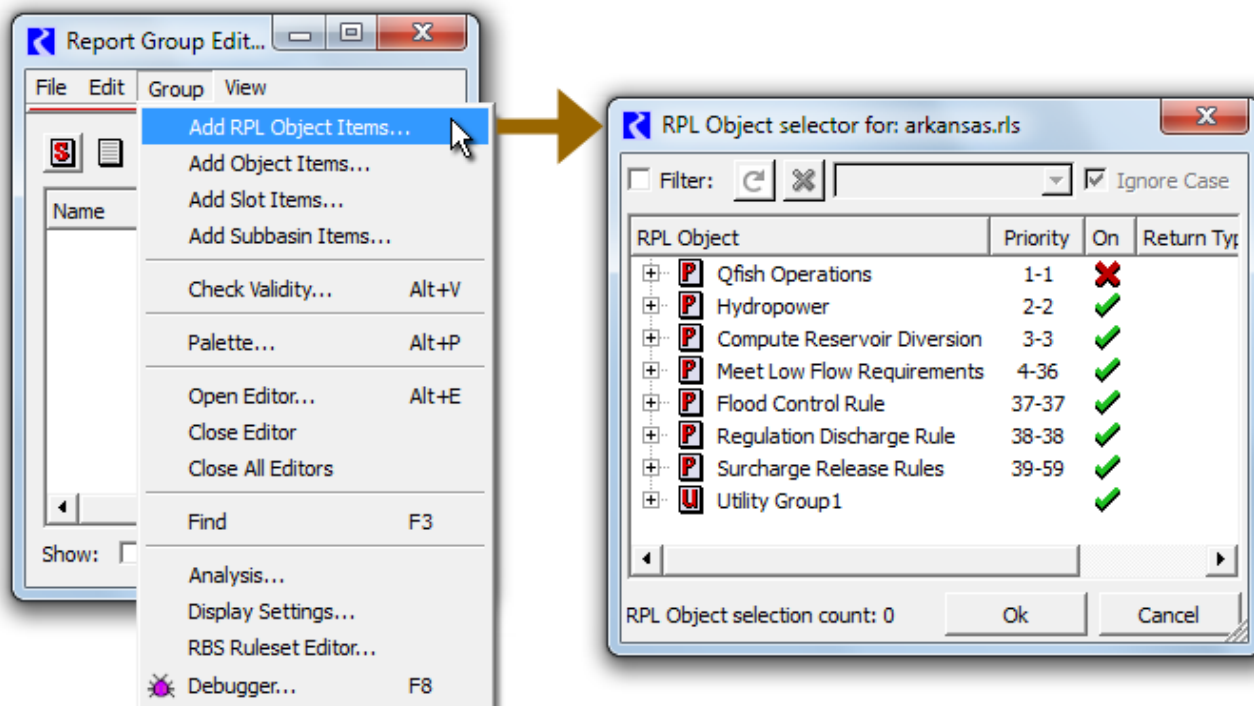 Report Group Edit...
File Edit Group View
S
Name
Show:
Add RPL Object Items...
Add Object Items...
Add Slot Items...
Add Subbasin Items...
Check Validity... Alt+V
Palette... Alt+P
Open Editor... Alt+E
Close Editor
Close All Editors
Find F3
Analysis...
Display Settings...
RBS Ruleset Editor...
Debugger... F8
RPL Object selector for: arkansas.rls
Filter: Ignore Case
RPL Object Priority On Return Typ
P Qfish Operations 1-1
P Hydropower 2-2
P Compute Reservoir Diversion 3-3
P Meet Low Flow Requirements 4-36
P Flood Control Rule 37-37
P Regulation Discharge Rule 38-38
P Surcharge Release Rules 39-59
U Utility Group1
RPL Object selection count: 0 Ok Cancel